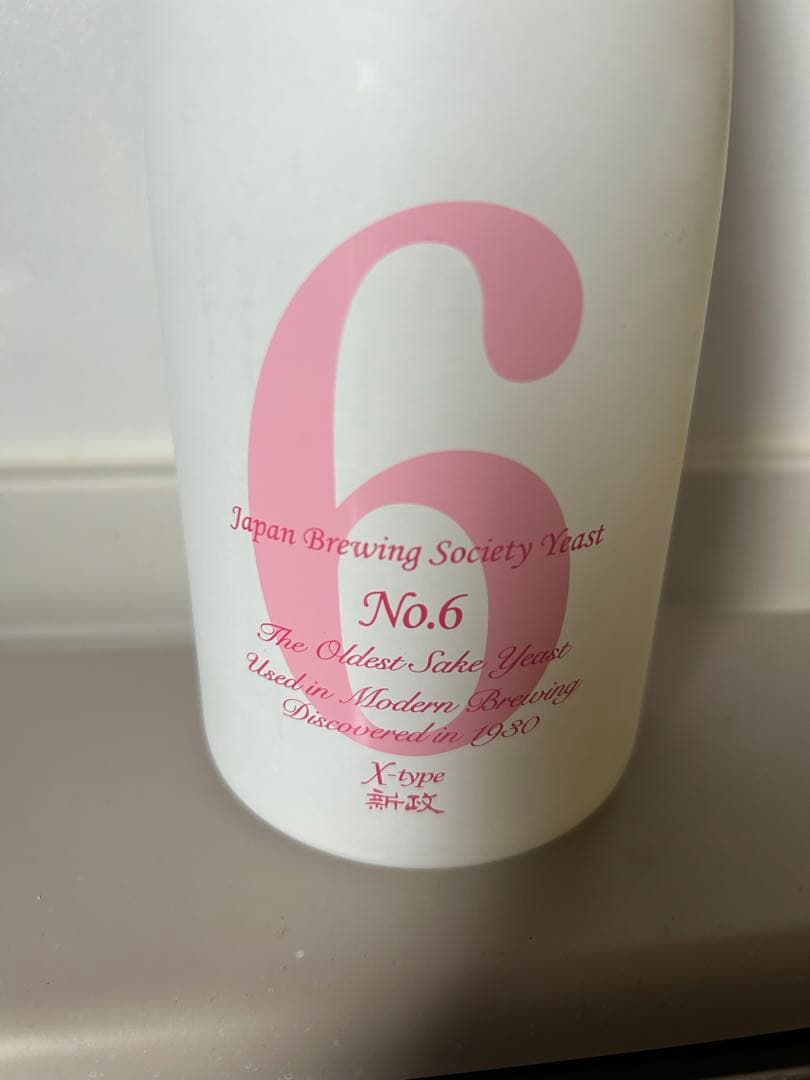 6
Japan Brewing Society Yeast
No.6
The Oldest Sake Yeast
Used in Modern Brewing
Discovered in 1930
X-type
新政